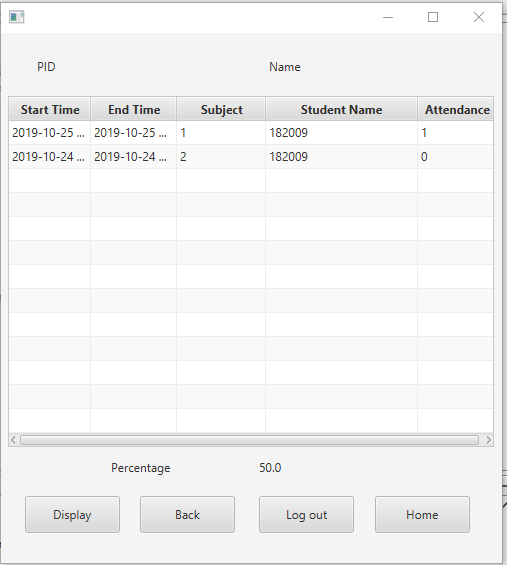 PID Name
Start Time End Time Subject Student Name Attendance
2019-10-25 ... 2019-10-25 ... 1 182009 1
2019-10-24 ... 2019-10-24 ... 2 182009 0
Percentage 50.0
Display Back Log out Home